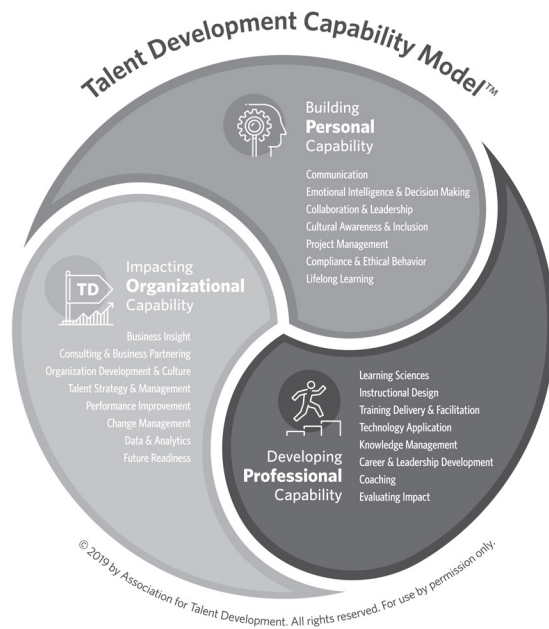 Talent Development Capability Model™
Building
Personal
Capability
Communication
Emotional Intelligence & Decision Making
Collaboration & Leadership
Cultural Awareness & Inclusion
Project Management
Compliance & Ethical Behavior
Lifelong Learning
TD
Impacting
Organizational
Capability
Business Insight
Consulting & Business Partnering
Organization Development & Culture
Talent Strategy & Management
Performance Improvement
Change Management
Data & Analytics
Future Readiness
Developing
Professional
Capability
Learning Sciences
Instructional Design
Training Delivery & Facilitation
Technology Application
Knowledge Management
Career & Leadership Development
Coaching
Evaluating Impact
© 2019 by Association for Talent Development. All rights reserved. For use by permission only.